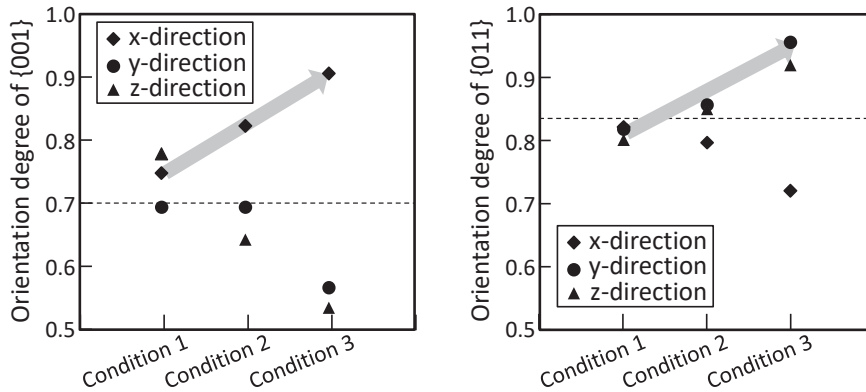 Orientation degree of {001}
1.0
0.9
0.8
0.7
0.6
0.5
x-direction
y-direction
z-direction
Condition 1
Condition 2
Condition 3
Orientation degree of {011}
1.0
0.9
0.8
0.7
0.6
0.5
x-direction
y-direction
z-direction
Condition 1
Condition 2
Condition 3